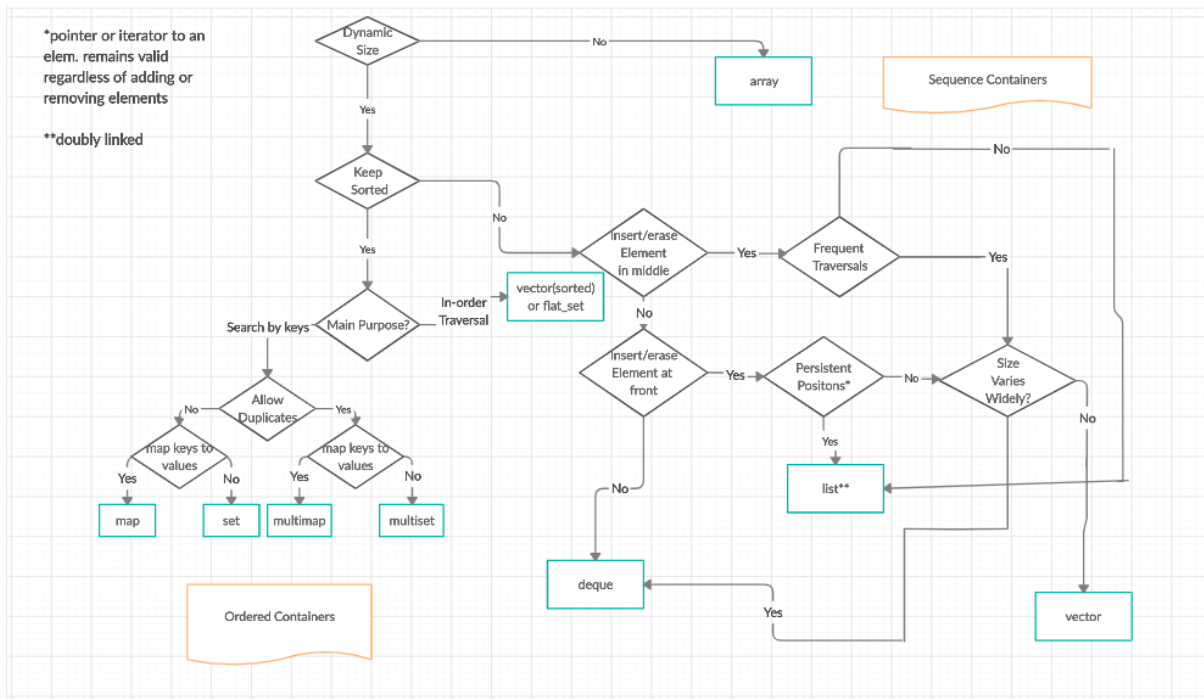 *pointer or iterator to an
elem. remains valid
regardless of adding or
removing elements
**doubly linked
Dynamic
Size
No
array
Sequence Containers
Yes
Keep
Sorted
No
No
Insert/erase
Element
in middle
Yes
Frequent
Traversals
Yes
Yes
vector(sorted)
or flat_set
In-order
Traversal
No
Main Purpose?
Search by keys
Insert/erase
Element at
front
Yes
Persistent
Positons*
No
Size
Varies
Widely?
No
Allow
Duplicates
No
Yes
Yes
map keys to
values
map keys to
values
Yes
No
Yes
No
No
list**
map
set
multimap
multiset
deque
Yes
vector
Ordered Containers